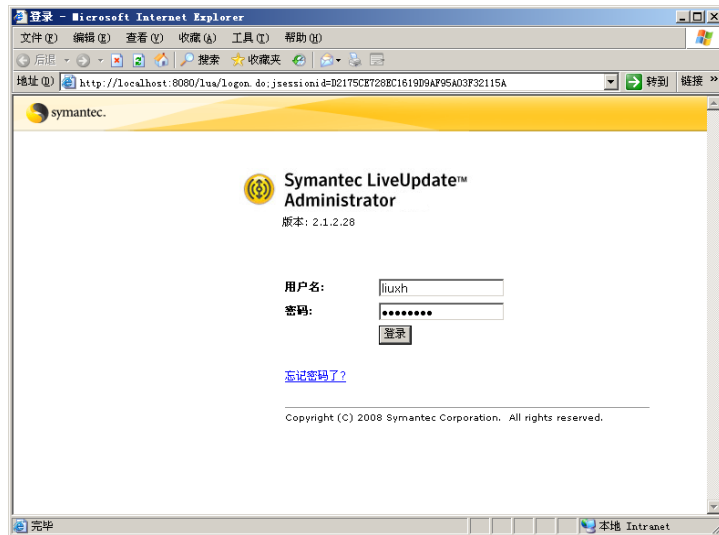 登录 - Microsoft Internet Explorer
文件(F) 编辑(E) 查看(V) 收藏(A) 工具(T) 帮助(H)
后退 搜索 收藏夹
地址(D) http://localhost:8080/lua/logon.do;jsessionid=D2175CE728EC1619D9AF95A03F32115A 转到 链接 »
symantec.
Symantec LiveUpdate™
Administrator
版本: 2.1.2.28
用户名: liuxh
密码: ••••••••
登录
忘记密码了?
Copyright (C) 2008 Symantec Corporation. All rights reserved.
完毕 本地 Intranet